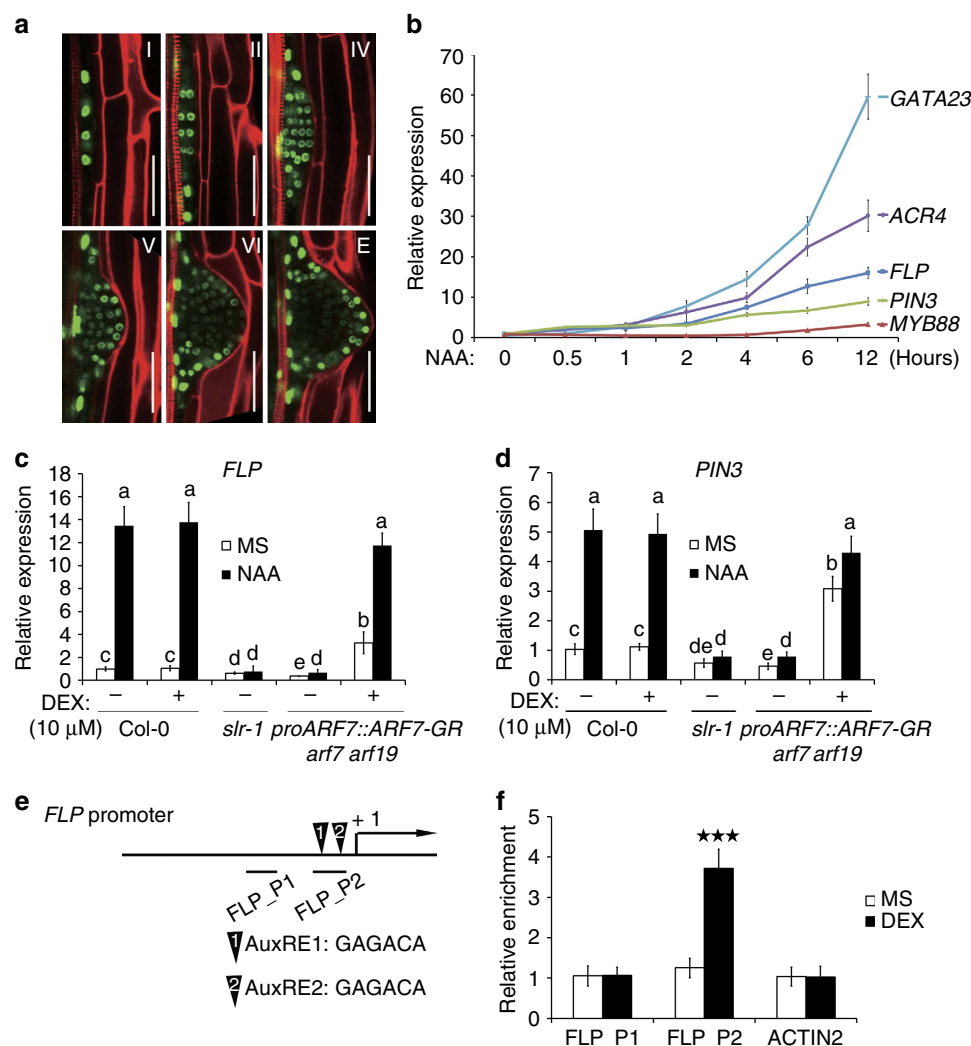 a
I
II
IV
V
VI
E
b
Relative expression
70
60
50
40
30
20
10
0
GATA23
ACR4
FLP
PIN3
MYB88
NAA: 0 0.5 1 2 4 6 12 (Hours)
c
FLP
Relative expression
18
16
14
12
10
8
6
4
2
0
a a a
MS
NAA
c c d d e d b
DEX: − + − − +
(10 μM) Col-0 slr-1 proARF7::ARF7-GR
arf7 arf19
d
PIN3
Relative expression
7
6
5
4
3
2
1
0
a a a
MS
NAA
c c de d e d b
DEX: − + − − +
(10 μM) Col-0 slr-1 proARF7::ARF7-GR
arf7 arf19
e
FLP promoter
+ 1
1 2
FLP_P1 FLP_P2
1 AuxRE1: GAGACA
2 AuxRE2: GAGACA
f
Relative enrichment
5
4
3
2
1
0
★★★
MS
DEX
FLP_P1 FLP_P2 ACTIN2